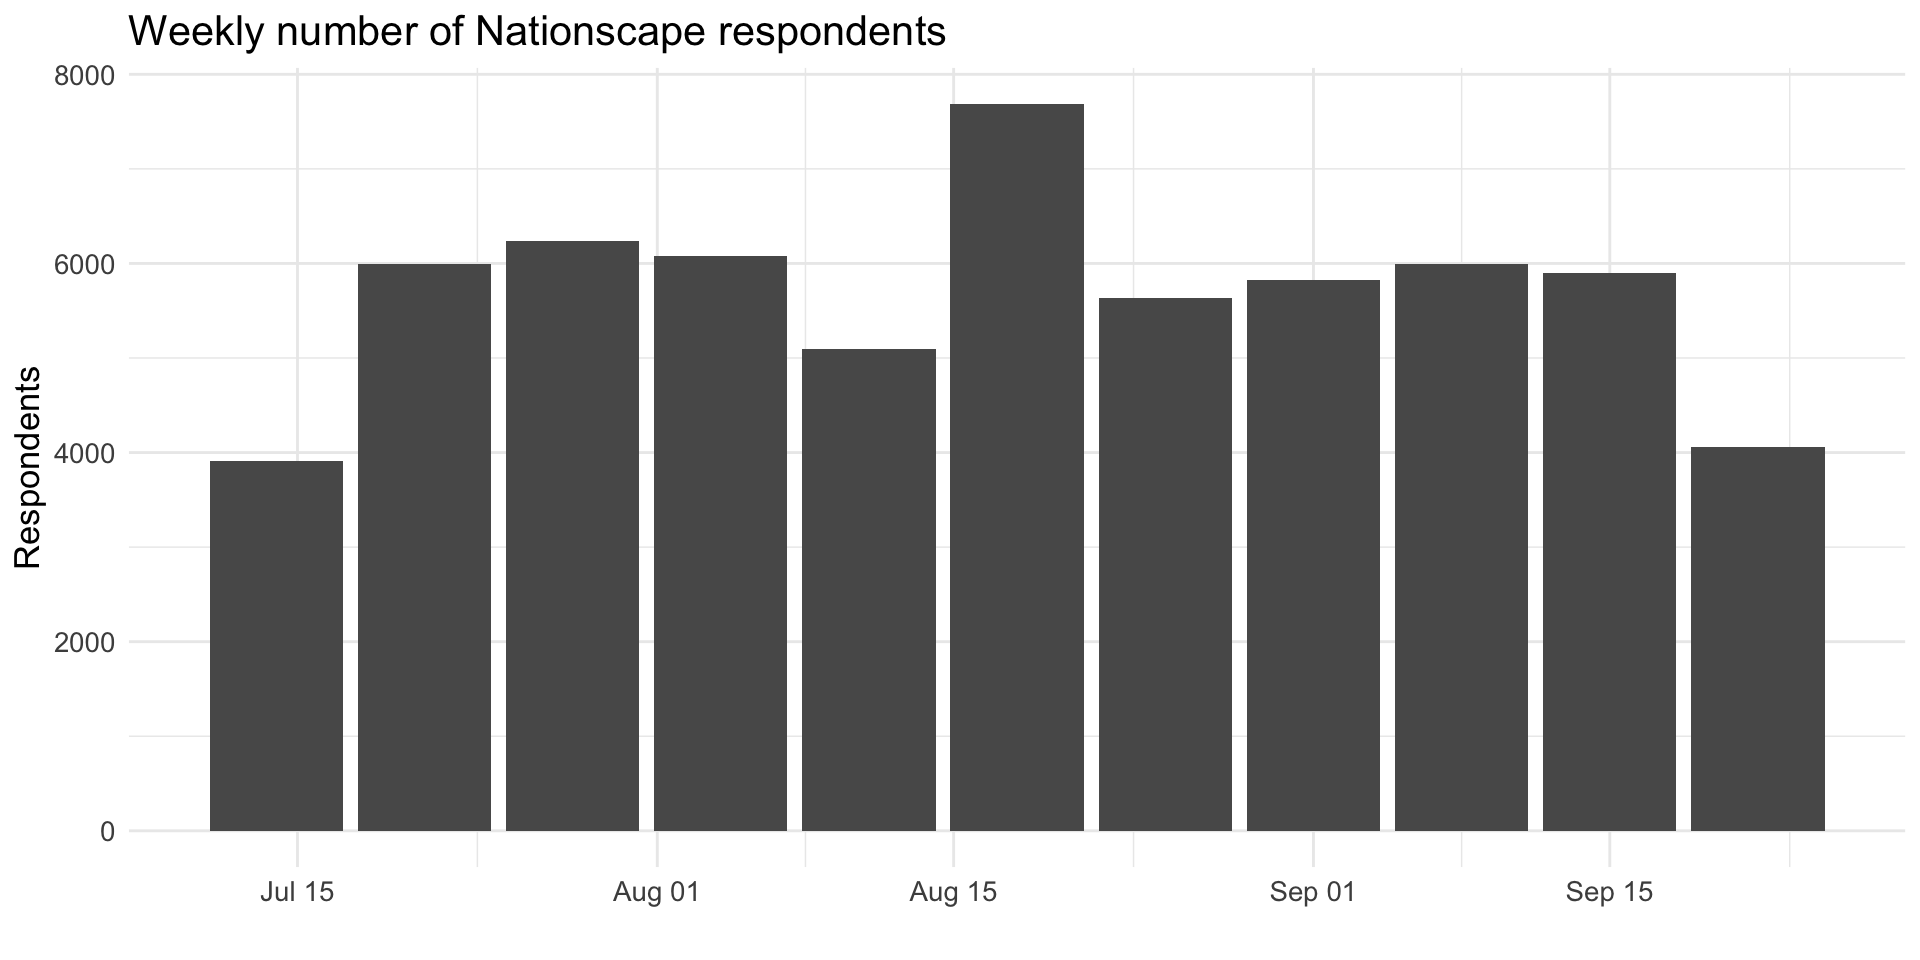 Weekly number of Nationscape respondents
Respondents
8000
6000
4000
2000
0
Jul 15
Aug 01
Aug 15
Sep 01
Sep 15